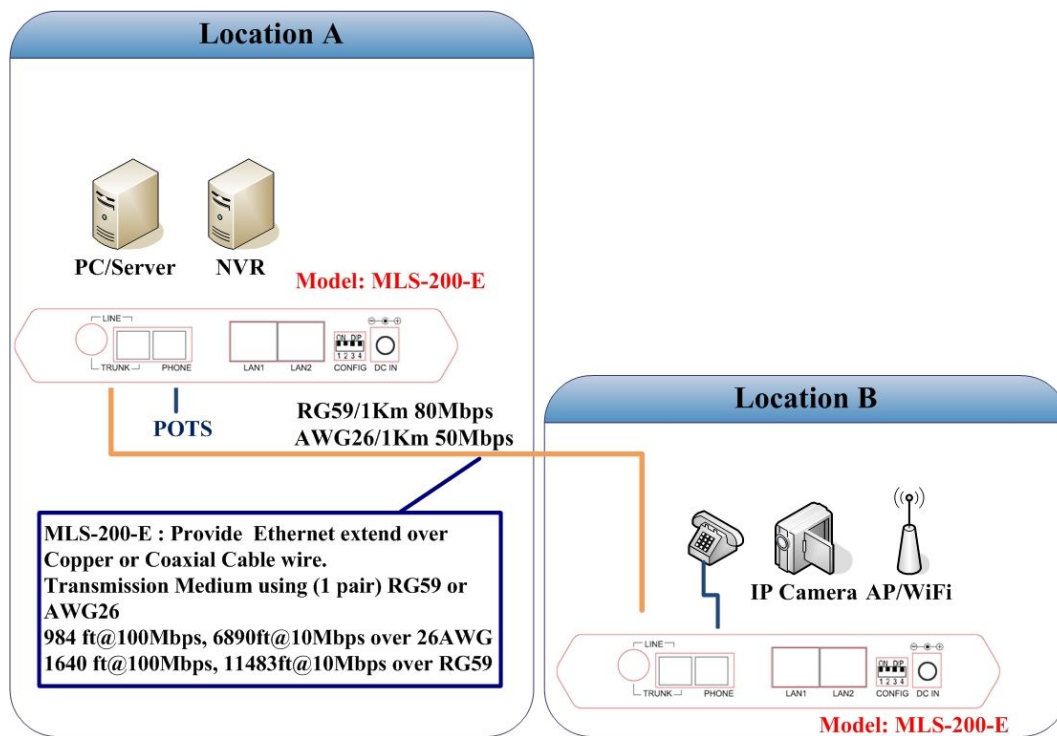 Location A
PC/Server NVR
Model: MLS-200-E
LINE
TRUNK PHONE LAN1 LAN2 ON DIP 1 2 3 4 CONFIG DC IN
POTS
RG59/1Km 80Mbps
AWG26/1Km 50Mbps
MLS-200-E : Provide Ethernet extend over
Copper or Coaxial Cable wire.
Transmission Medium using (1 pair) RG59 or
AWG26
984 ft@100Mbps, 6890ft@10Mbps over 26AWG
1640 ft@100Mbps, 11483ft@10Mbps over RG59
Location B
IP Camera AP/WiFi
LINE
TRUNK PHONE LAN1 LAN2 ON DIP 1 2 3 4 CONFIG DC IN
Model: MLS-200-E